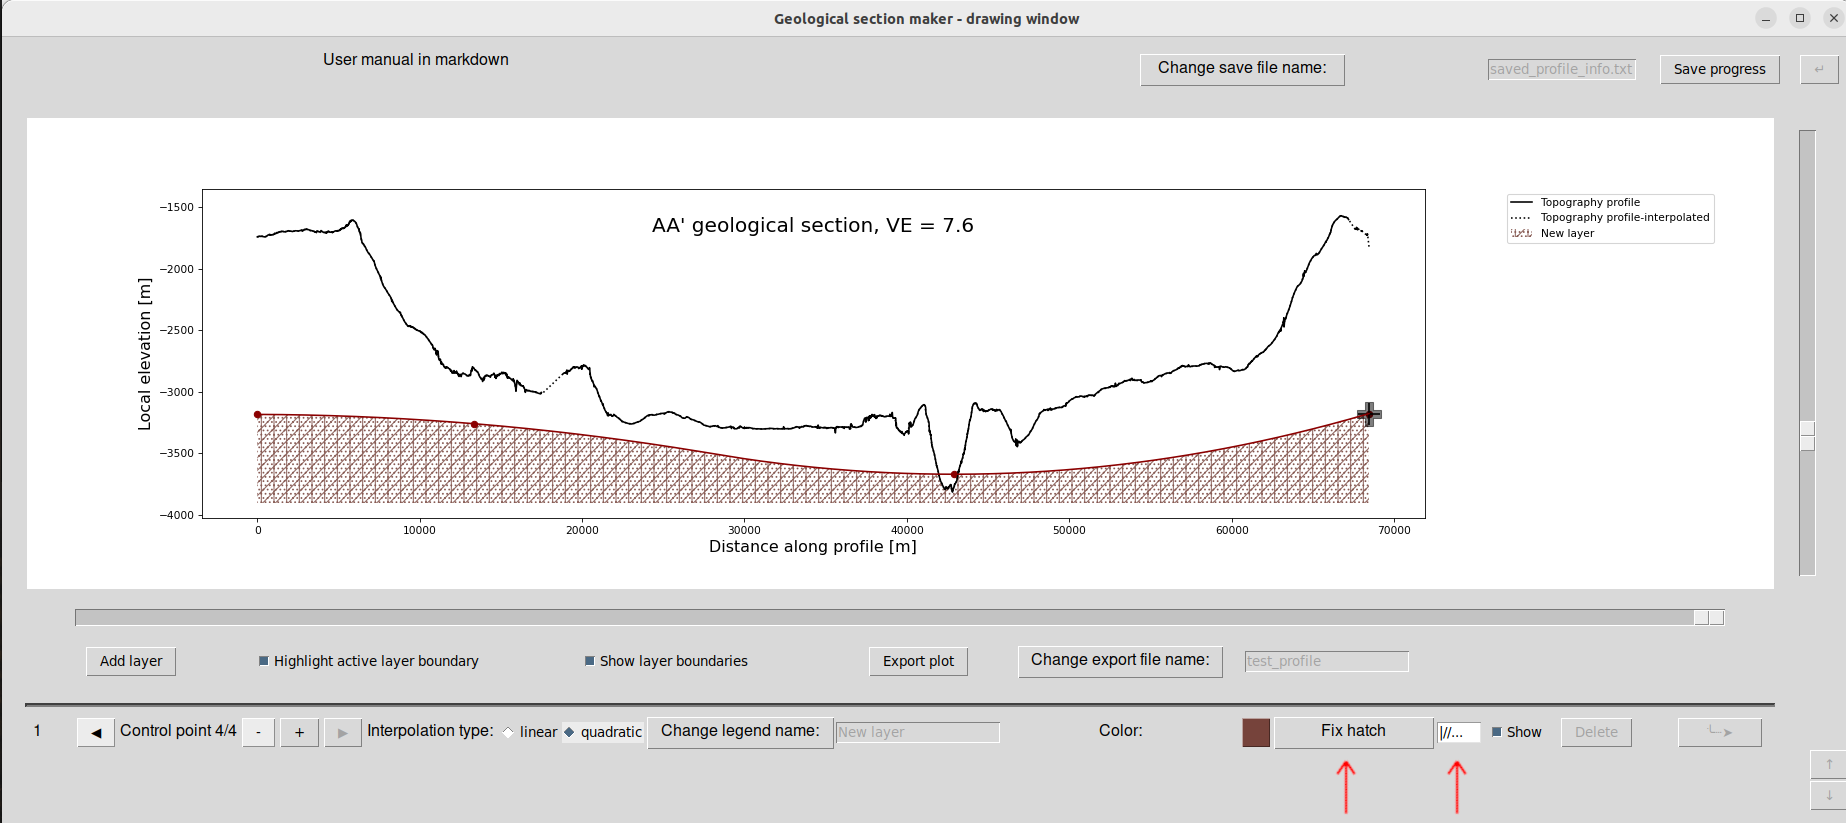 Geological section maker - drawing window
User manual in markdown
Change save file name:
saved_profile_info.txt
Save progress
AA' geological section, VE = 7.6
Topography profile
Topography profile-interpolated
New layer
Local elevation [m]
−1500
−2000
−2500
−3000
−3500
−4000
0 10000 20000 30000 40000 50000 60000 70000
Distance along profile [m]
Add layer
Highlight active layer boundary
Show layer boundaries
Export plot
Change export file name:
test_profile
1
Control point 4/4
-
+
Interpolation type:
linear
quadratic
Change legend name:
New layer
Color:
Fix hatch
|//...
Show
Delete